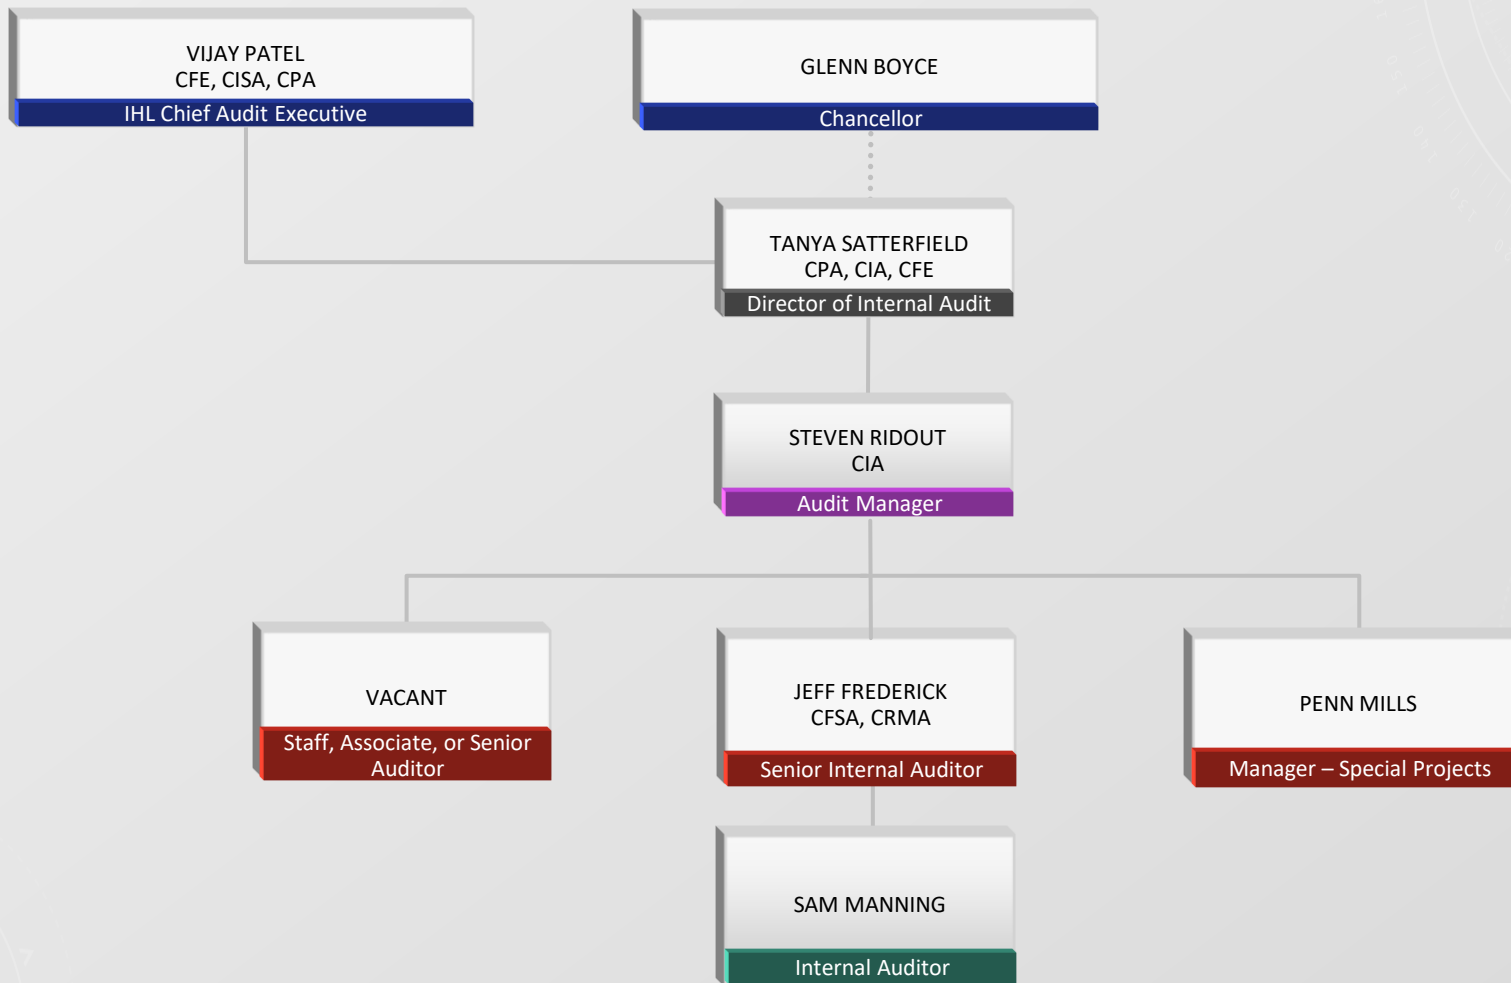 VIJAY PATEL
CFE, CISA, CPA
IHL Chief Audit Executive
GLENN BOYCE
Chancellor
TANYA SATTERFIELD
CPA, CIA, CFE
Director of Internal Audit
STEVEN RIDOUT
CIA
Audit Manager
VACANT
Staff, Associate, or Senior
Auditor
JEFF FREDERICK
CFSA, CRMA
Senior Internal Auditor
PENN MILLS
Manager – Special Projects
SAM MANNING
Internal Auditor